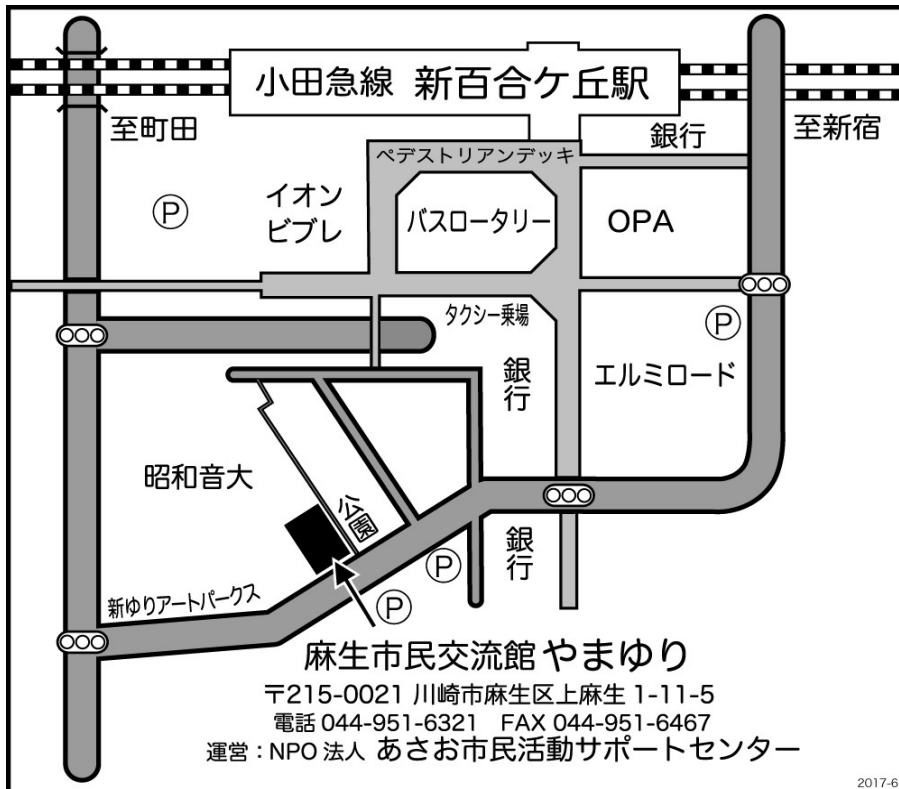 小田急線 新百合ケ丘駅
至町田
銀行
至新宿
ペデストリアンデッキ
Ⓟ
イオン
ビブレ
バスロータリー
OPA
タクシー乗場
Ⓟ
銀行
エルミロード
昭和音大
公園
銀行
Ⓟ
新ゆりアートパークス
Ⓟ
麻生市民交流館 やまゆり
〒215-0021 川崎市麻生区上麻生 1-11-5
電話 044-951-6321 FAX 044-951-6467
運営：NPO 法人 あさお市民活動サポートセンター
2017-6